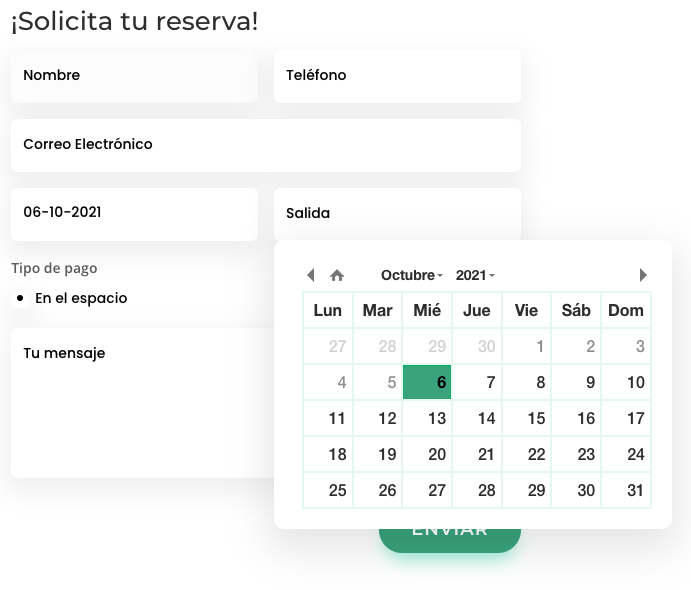 ¡Solicita tu reserva!
Nombre
Teléfono
Correo Electrónico
06-10-2021
Salida
Tipo de pago
En el espacio
Tu mensaje
Octubre 2021
Lun Mar Mié Jue Vie Sáb Dom
27 28 29 30 1 2 3
4 5 6 7 8 9 10
11 12 13 14 15 16 17
18 19 20 21 22 23 24
25 26 27 28 29 30 31
ENVIAR